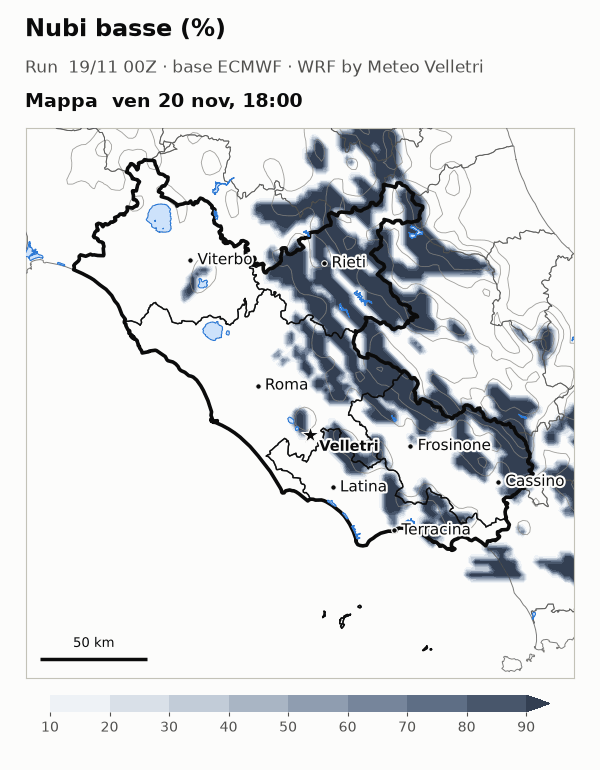 Nubi basse (%)
Run  19/11 00Z · base ECMWF · WRF by Meteo Velletri
Mappa  ven 20 nov, 18:00
Viterbo
Rieti
Roma
Velletri
Frosinone
Latina
Cassino
Terracina
50 km
10 20 30 40 50 60 70 80 90